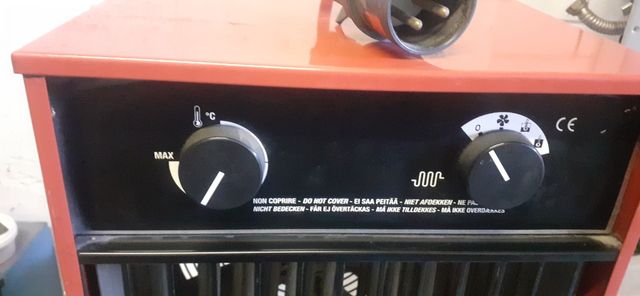 °C
MAX
0
CE
NON COPRIRE - DO NOT COVER - EI SAA PEITÄÄ - NIET AFDEKKEN - NE PA
NICHT BEDECKEN - FÅR EJ ÖVERTÄCKAS - MÅ IKKE TILLDEKKES - MÅ IKKE OVERDÆKKES